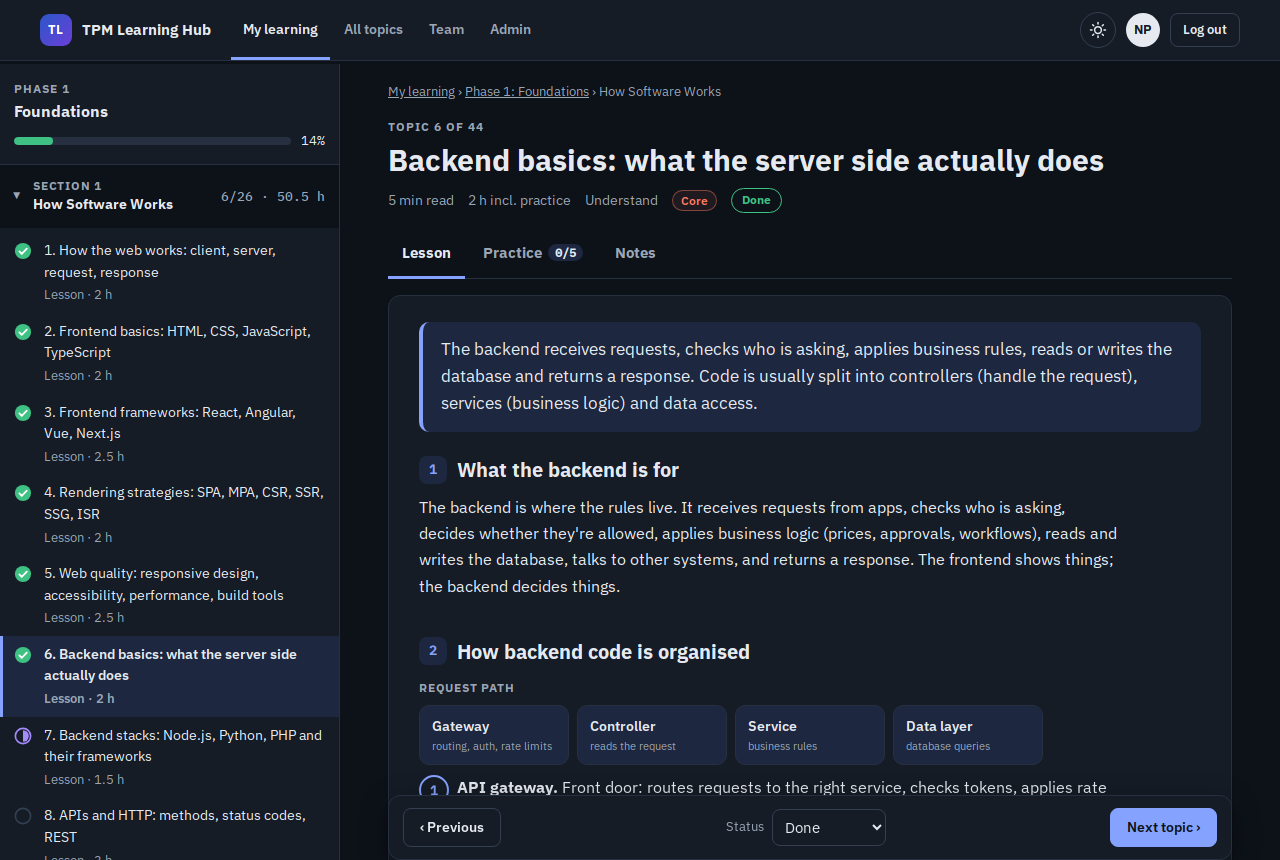 TL TPM Learning Hub My learning All topics Team Admin NP Log out
PHASE 1
Foundations
14%
SECTION 1
How Software Works
6/26 · 50.5 h
1. How the web works: client, server,
request, response
Lesson · 2 h
2. Frontend basics: HTML, CSS, JavaScript,
TypeScript
Lesson · 2 h
3. Frontend frameworks: React, Angular,
Vue, Next.js
Lesson · 2.5 h
4. Rendering strategies: SPA, MPA, CSR, SSR,
SSG, ISR
Lesson · 2 h
5. Web quality: responsive design,
accessibility, performance, build tools
Lesson · 2.5 h
6. Backend basics: what the server side
actually does
Lesson · 2 h
7. Backend stacks: Node.js, Python, PHP and
their frameworks
Lesson · 1.5 h
8. APIs and HTTP: methods, status codes,
REST
My learning › Phase 1: Foundations › How Software Works
TOPIC 6 OF 44
Backend basics: what the server side actually does
5 min read 2 h incl. practice Understand Core Done
Lesson Practice 0/5 Notes
The backend receives requests, checks who is asking, applies business rules, reads or writes the
database and returns a response. Code is usually split into controllers (handle the request),
services (business logic) and data access.
1 What the backend is for
The backend is where the rules live. It receives requests from apps, checks who is asking,
decides whether they're allowed, applies business logic (prices, approvals, workflows), reads and
writes the database, talks to other systems, and returns a response. The frontend shows things;
the backend decides things.
2 How backend code is organised
REQUEST PATH
Gateway
routing, auth, rate limits
Controller
reads the request
Service
business rules
Data layer
database queries
1 API gateway. Front door: routes requests to the right service, checks tokens, applies rate
‹ Previous Status Done Next topic ›